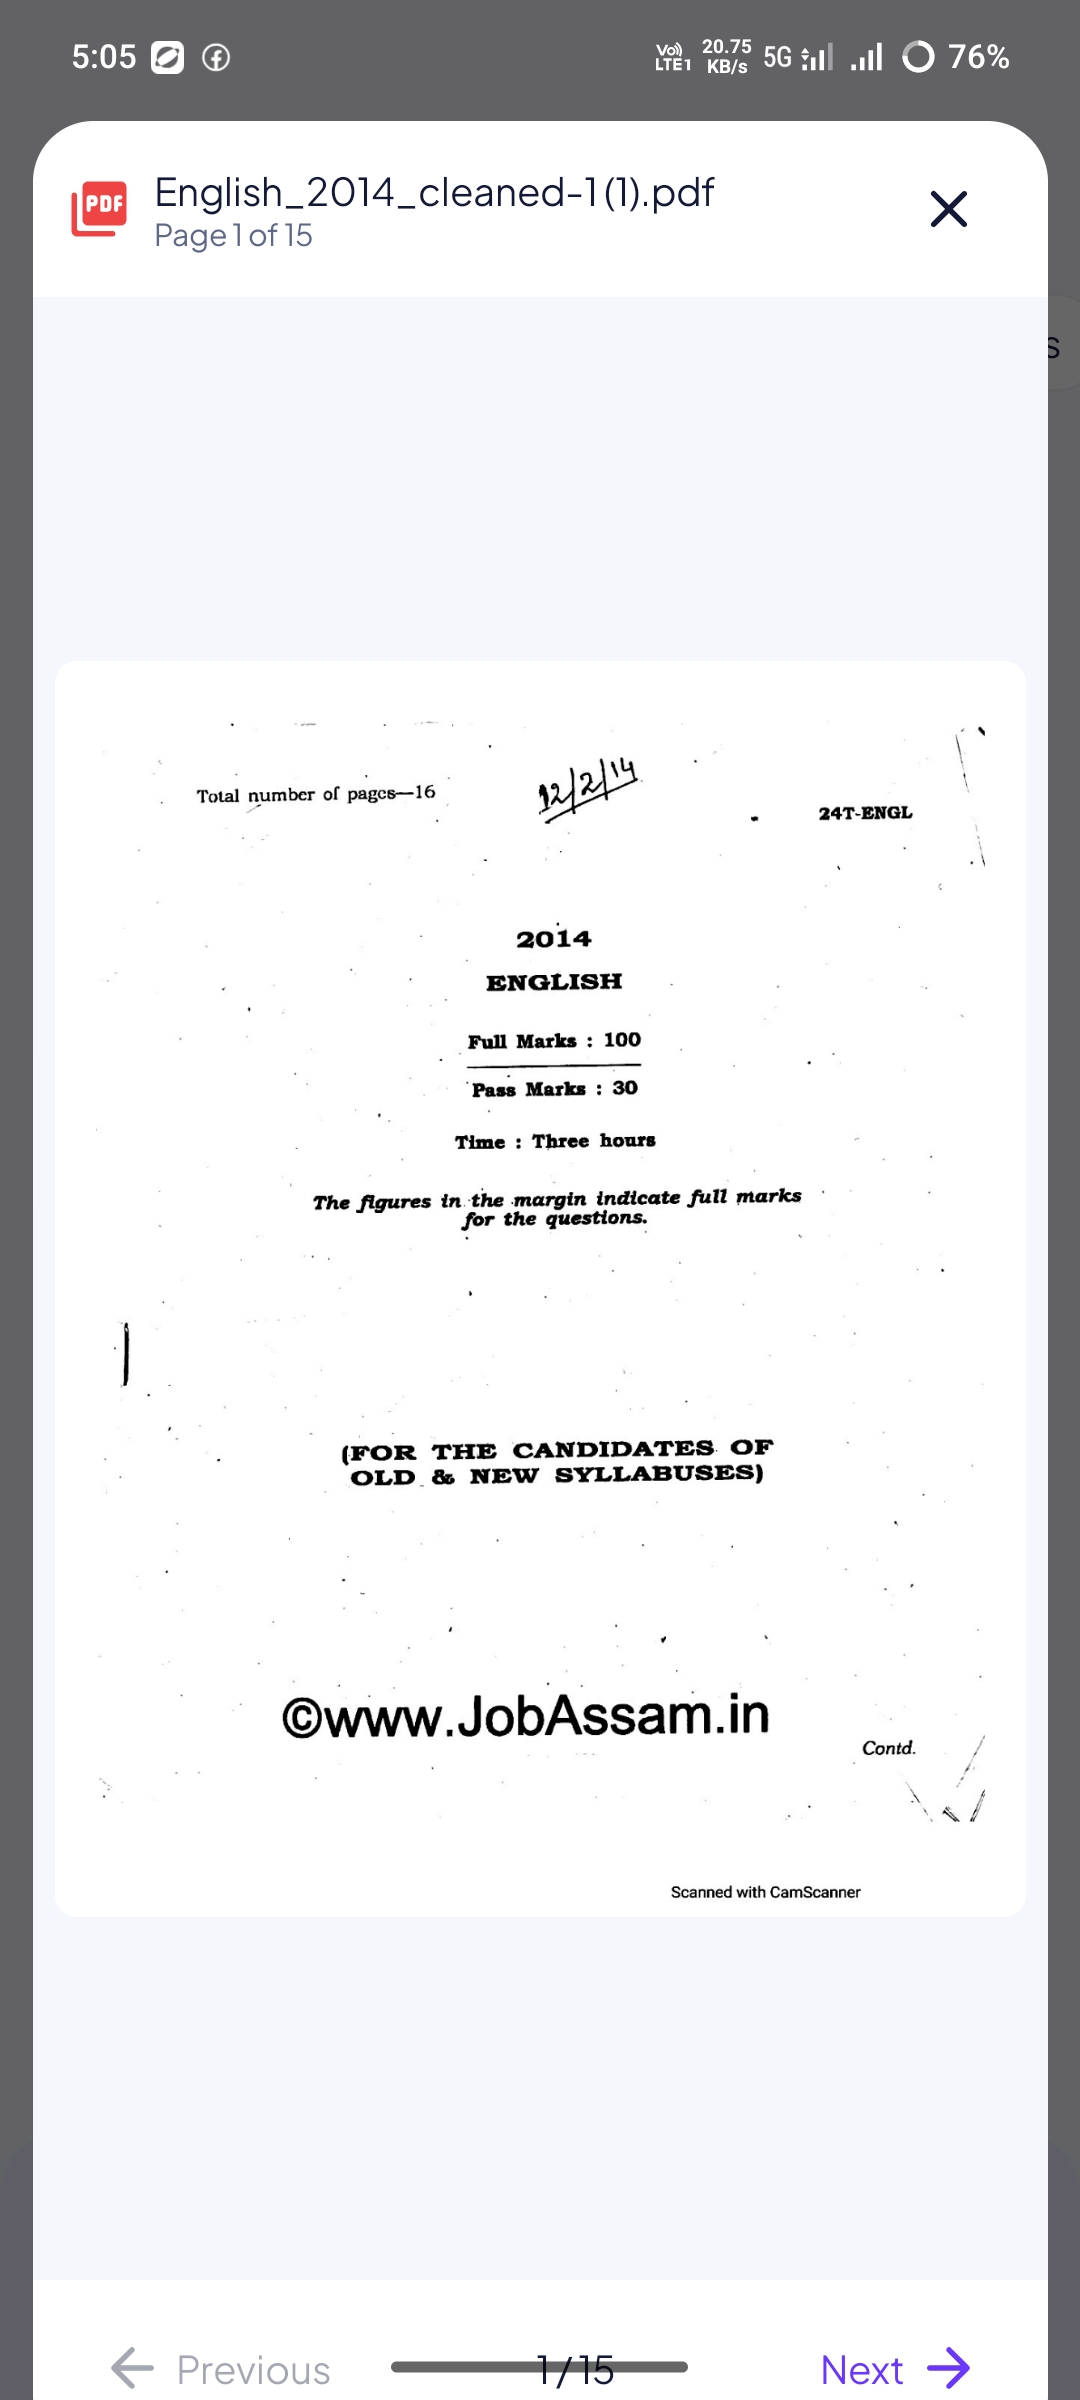 5:05
Vo)) LTE1 20.75 KB/s 5G 76%
PDF
English_2014_cleaned-1(1).pdf
Page 1 of 15
s
Total number of pages—16
12/2/14
24T-ENGL
2014
ENGLISH
Full Marks : 100
Pass Marks : 30
Time : Three hours
The figures in the margin indicate full marks
for the questions.
(FOR THE CANDIDATES OF
OLD & NEW SYLLABUSES)
©www.JobAssam.in
Contd.
Scanned with CamScanner
Previous
1/15
Next